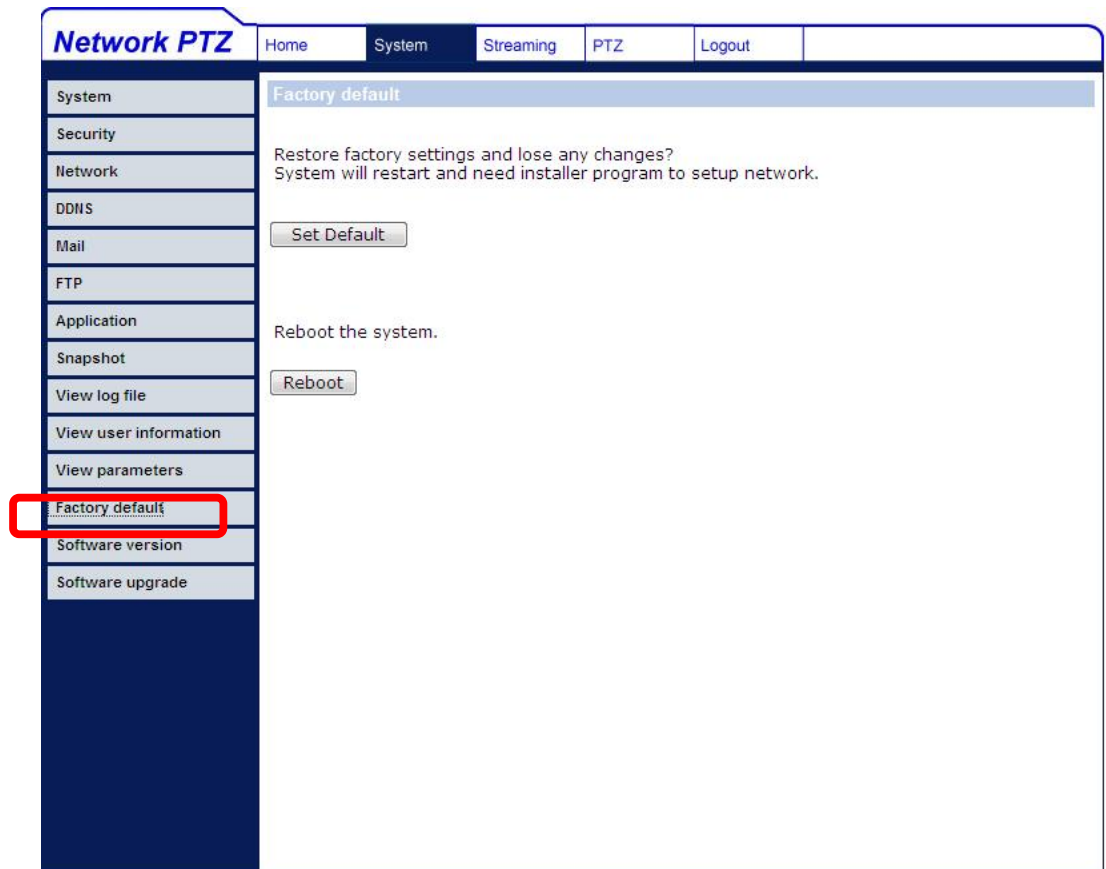 Network PTZ
Home System Streaming PTZ Logout
System
Security
Network
DDNS
Mail
FTP
Application
Snapshot
View log file
View user information
View parameters
Factory default
Software version
Software upgrade
Factory default
Restore factory settings and lose any changes?
System will restart and need installer program to setup network.
Set Default
Reboot the system.
Reboot